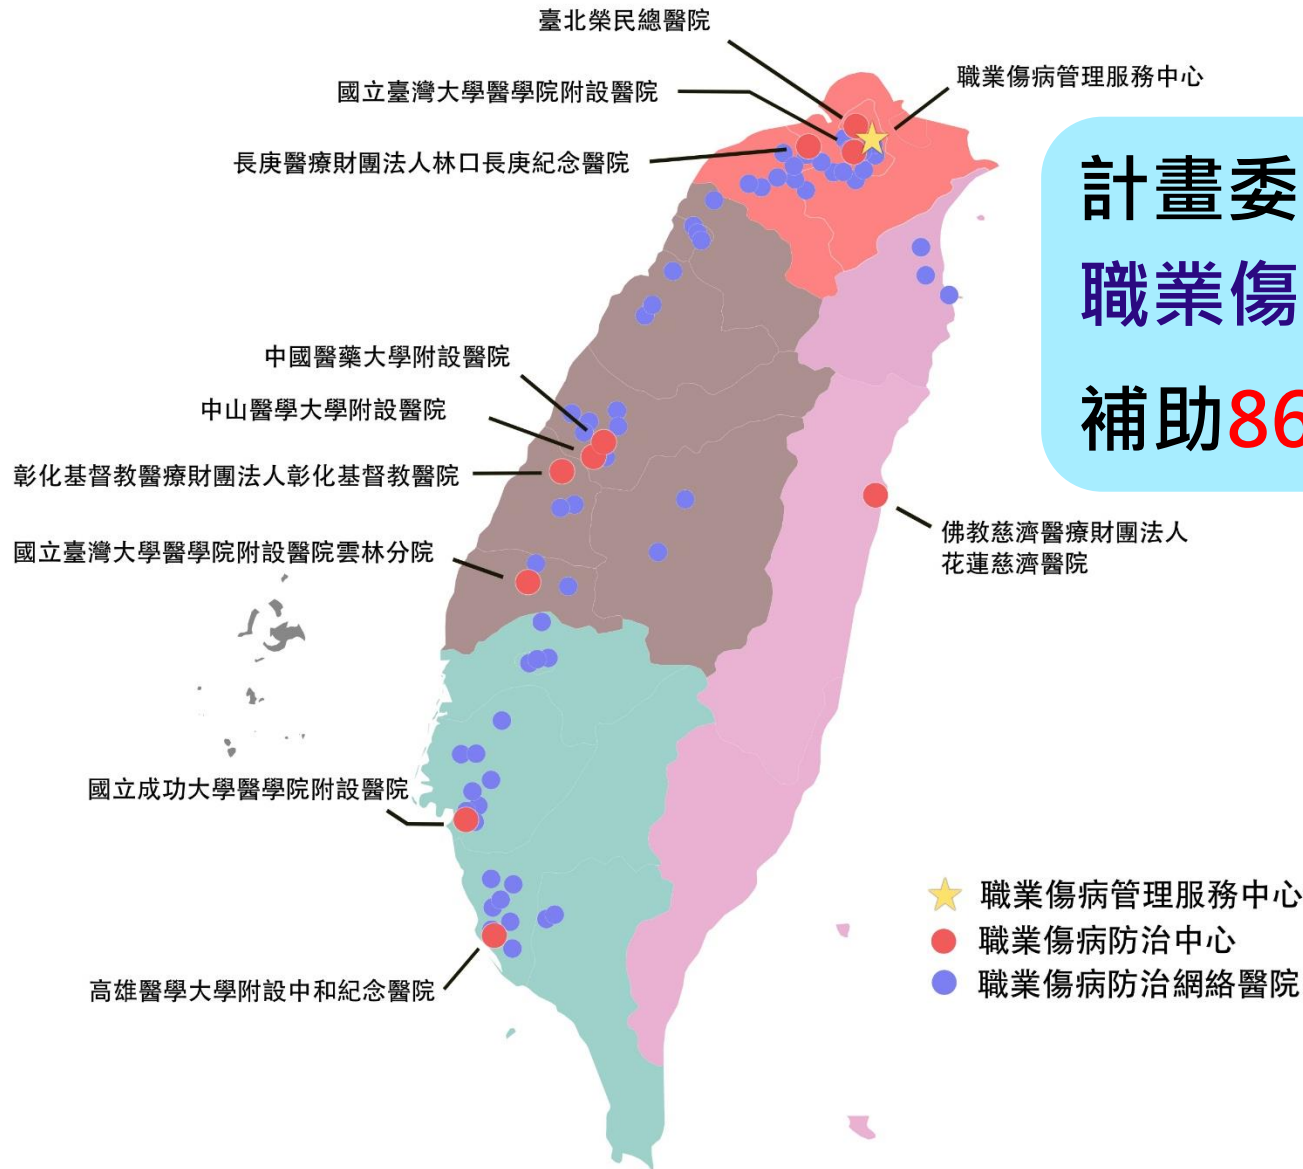 臺北榮民總醫院
國立臺灣大學醫學院附設醫院
職業傷病管理服務中心
長庚醫療財團法人林口長庚紀念醫院
計畫委
職業傷
補助86
中國醫藥大學附設醫院
中山醫學大學附設醫院
彰化基督教醫療財團法人彰化基督教醫院
國立臺灣大學醫學院附設醫院雲林分院
佛教慈濟醫療財團法人
花蓮慈濟醫院
國立成功大學醫學院附設醫院
高雄醫學大學附設中和紀念醫院
職業傷病管理服務中心
職業傷病防治中心
職業傷病防治網絡醫院